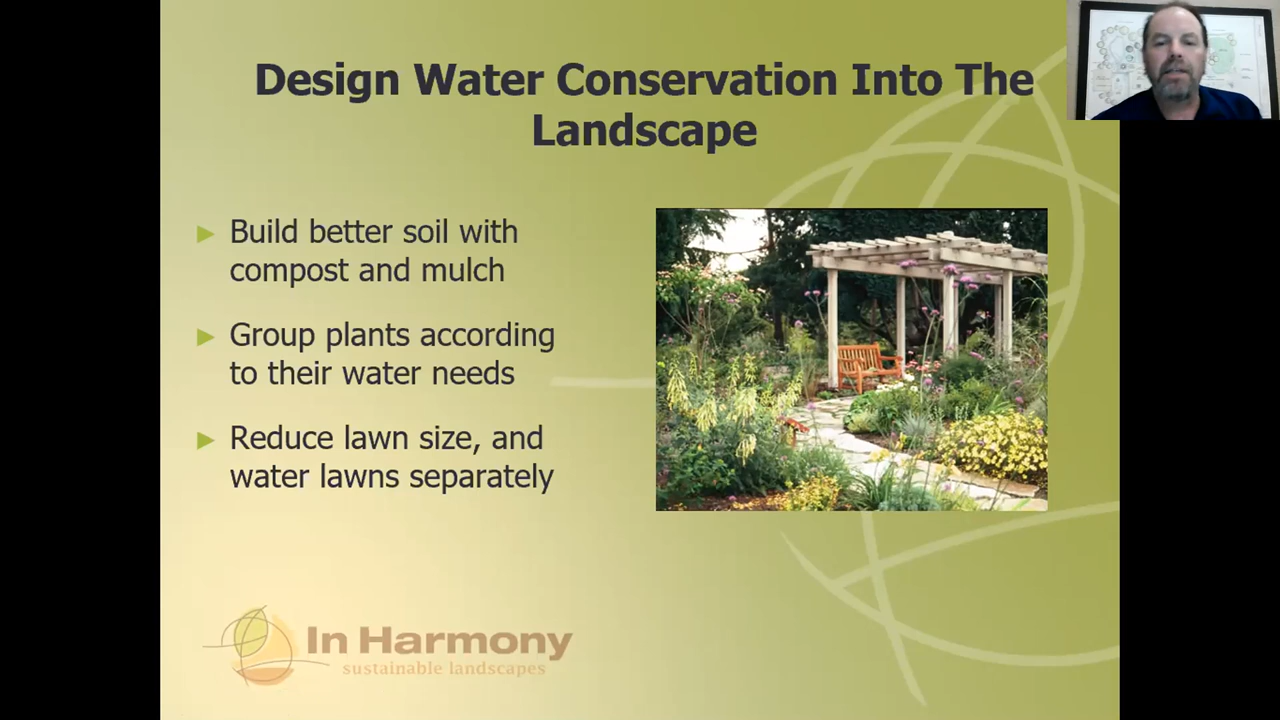 Design Water Conservation Into The
Landscape
Build better soil with
compost and mulch
Group plants according
to their water needs
Reduce lawn size, and
water lawns separately
In Harmony
sustainable landscapes